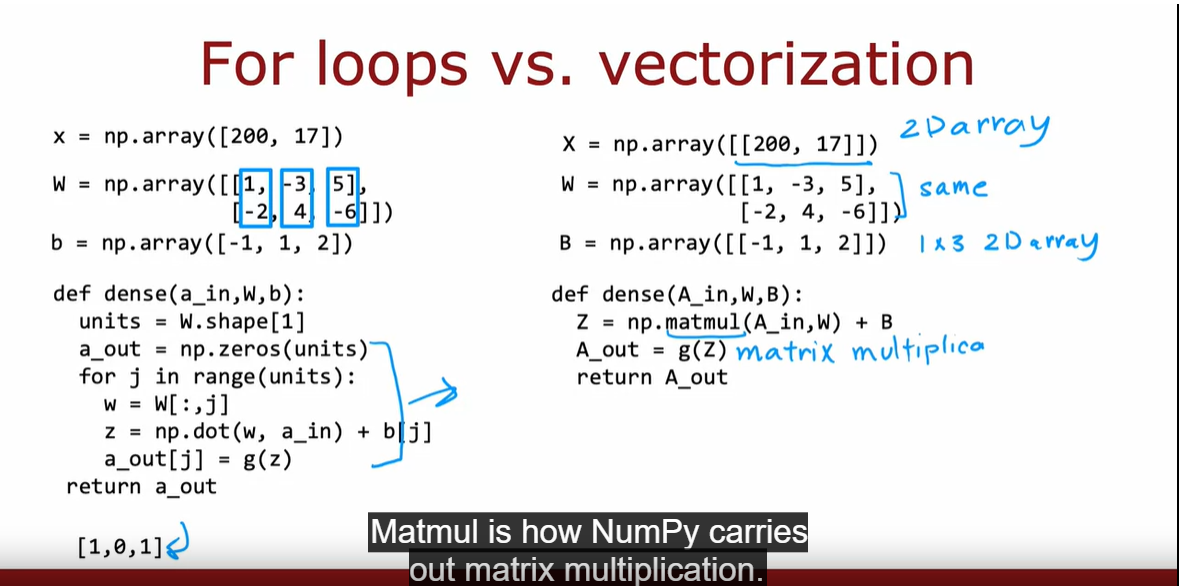 For loops vs. vectorization
x = np.array([200, 17])
W = np.array([[1, -3, 5],
[-2, 4, -6]])
b = np.array([-1, 1, 2])
def dense(a_in,W,b):
units = W.shape[1]
a_out = np.zeros(units)
for j in range(units):
w = W[:,j]
z = np.dot(w, a_in) + b[j]
a_out[j] = g(z)
return a_out
[1,0,1]
X = np.array([[200, 17]]) 2D array
W = np.array([[1, -3, 5],
[-2, 4, -6]]) same
B = np.array([[-1, 1, 2]]) 1x3 2D array
def dense(A_in,W,B):
Z = np.matmul(A_in,W) + B
A_out = g(Z) matrix multiplica
return A_out
Matmul is how NumPy carries
out matrix multiplication.